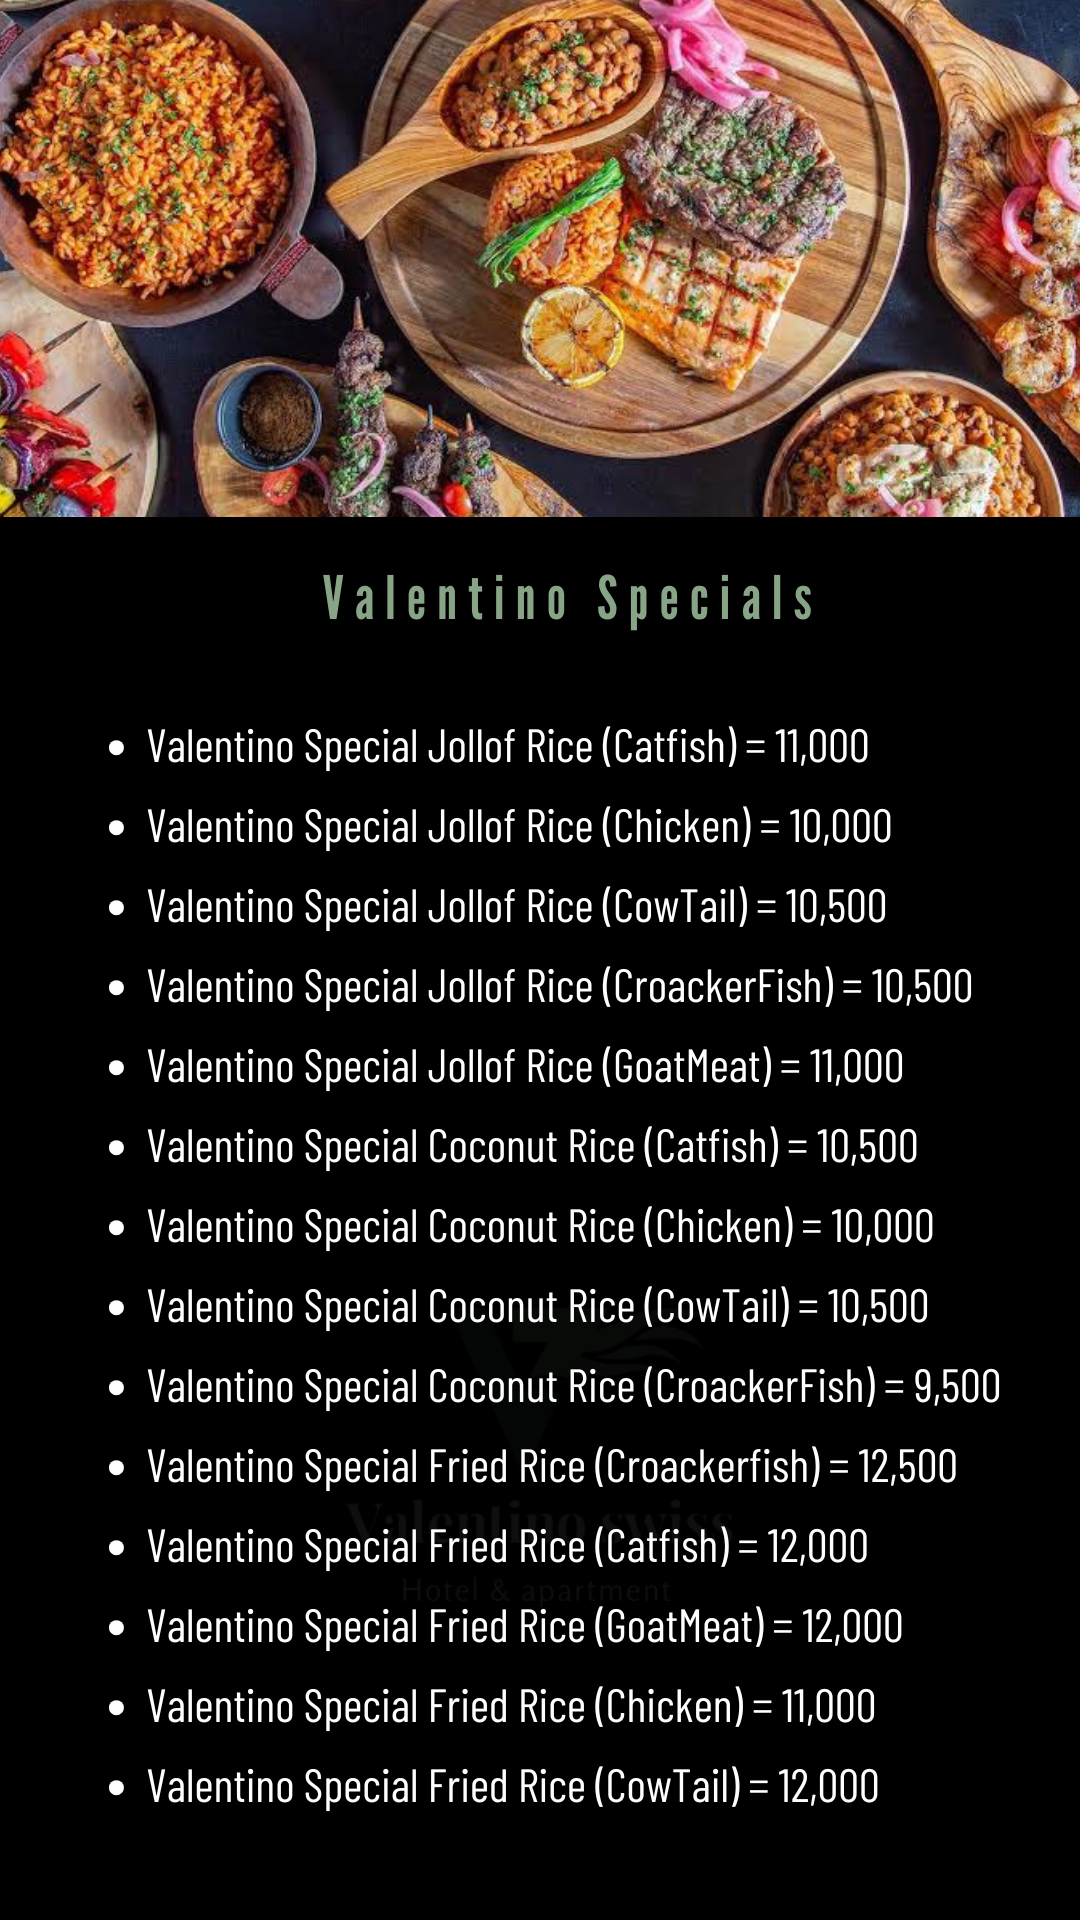 Valentino Specials
• Valentino Special Jollof Rice (Catfish) = 11,000
• Valentino Special Jollof Rice (Chicken) = 10,000
• Valentino Special Jollof Rice (CowTail) = 10,500
• Valentino Special Jollof Rice (CroackerFish) = 10,500
• Valentino Special Jollof Rice (GoatMeat) = 11,000
• Valentino Special Coconut Rice (Catfish) = 10,500
• Valentino Special Coconut Rice (Chicken) = 10,000
• Valentino Special Coconut Rice (CowTail) = 10,500
• Valentino Special Coconut Rice (CroackerFish) = 9,500
• Valentino Special Fried Rice (Croackerfish) = 12,500
Valentino swiss
• Valentino Special Fried Rice (Catfish) = 12,000
Hotel & apartment
• Valentino Special Fried Rice (GoatMeat) = 12,000
• Valentino Special Fried Rice (Chicken) = 11,000
• Valentino Special Fried Rice (CowTail) = 12,000